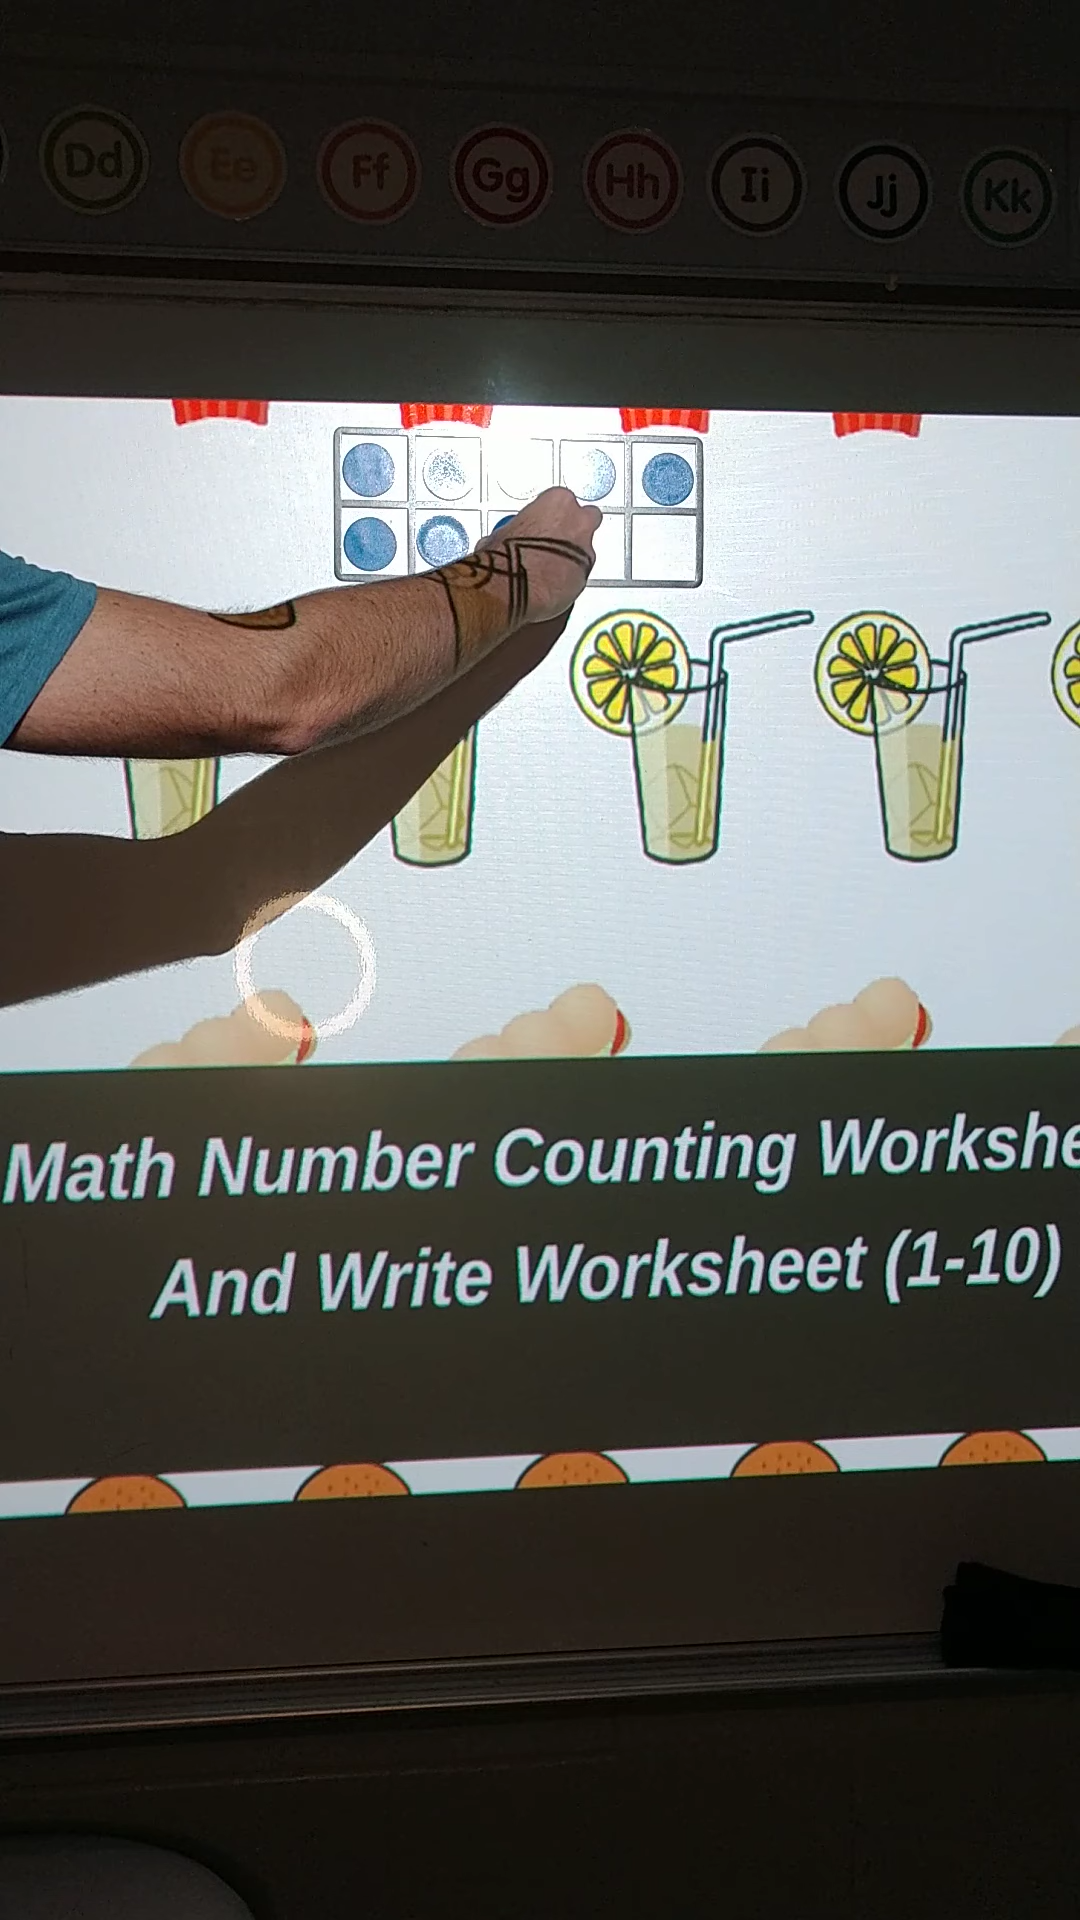 Dd Ee Ff Gg Hh Ii Jj Kk
Math Number Counting Workshe
And Write Worksheet (1-10)